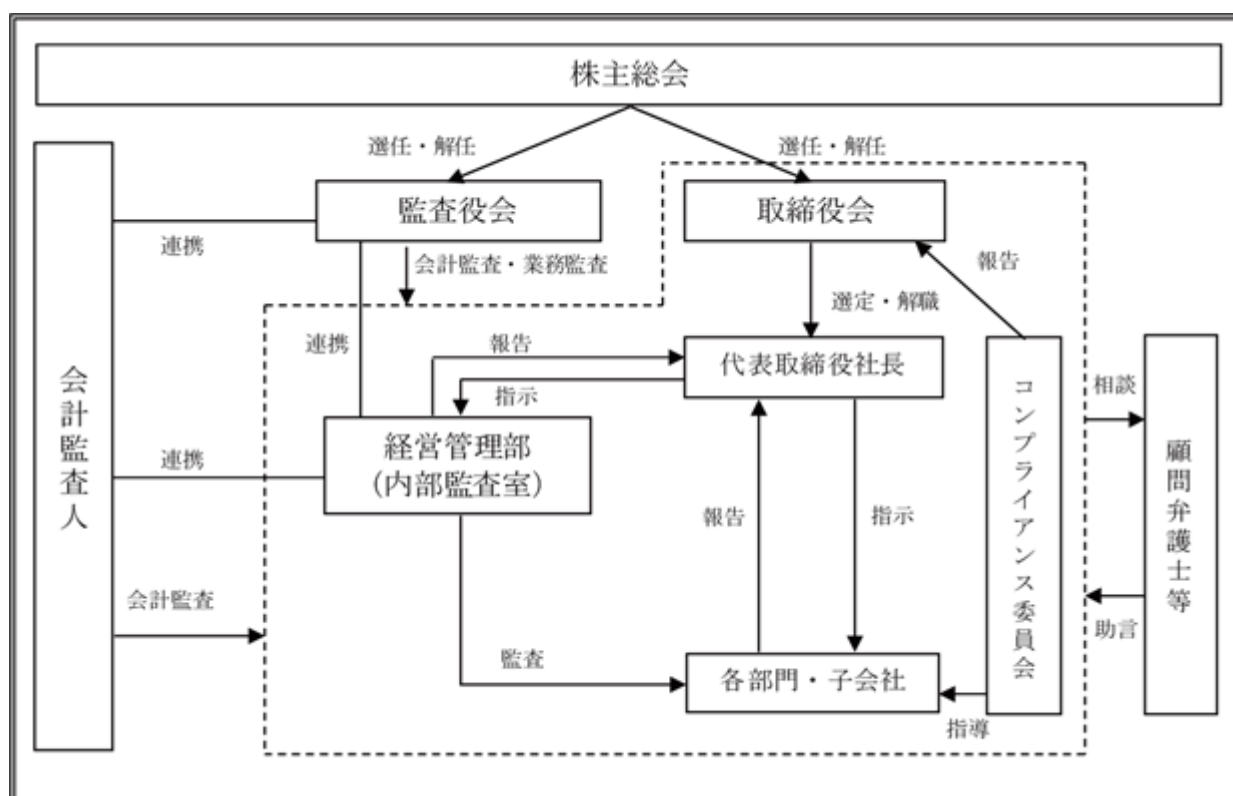 株主総会
選任・解任
選任・解任
監査役会
取締役会
連携
会計監査・業務監査
報告
選定・解職
連携
報告
代表取締役社長
指示
相談
会計監査人
経営管理部
（内部監査室）
連携
コンプライアンス委員会
顧問弁護士等
報告
指示
会計監査
助言
監査
各部門・子会社
指導